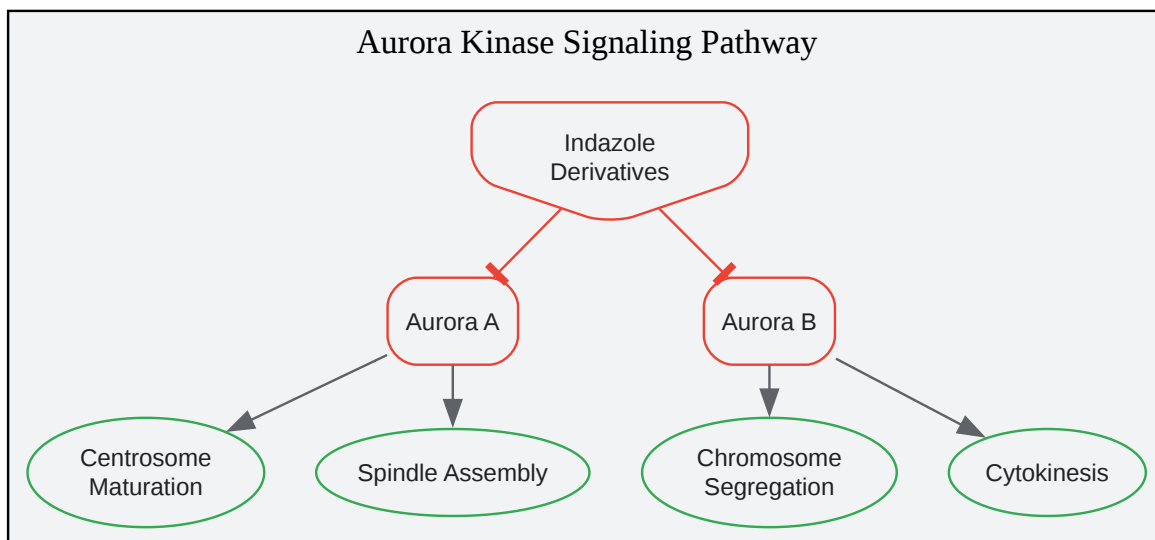 Aurora Kinase Signaling Pathway
Indazole
Derivatives
Aurora A
Aurora B
Centrosome
Maturation
Spindle Assembly
Chromosome
Segregation
Cytokinesis